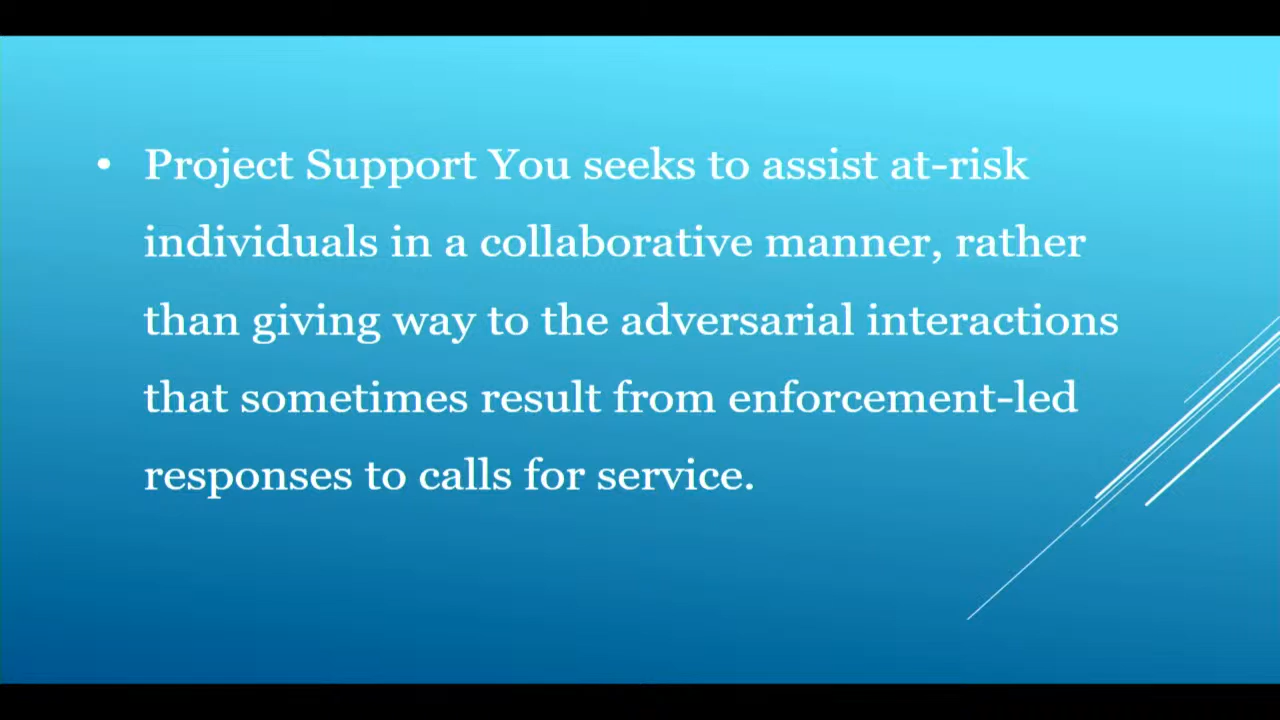 • Project Support You seeks to assist at-risk
individuals in a collaborative manner, rather
than giving way to the adversarial interactions
that sometimes result from enforcement-led
responses to calls for service.